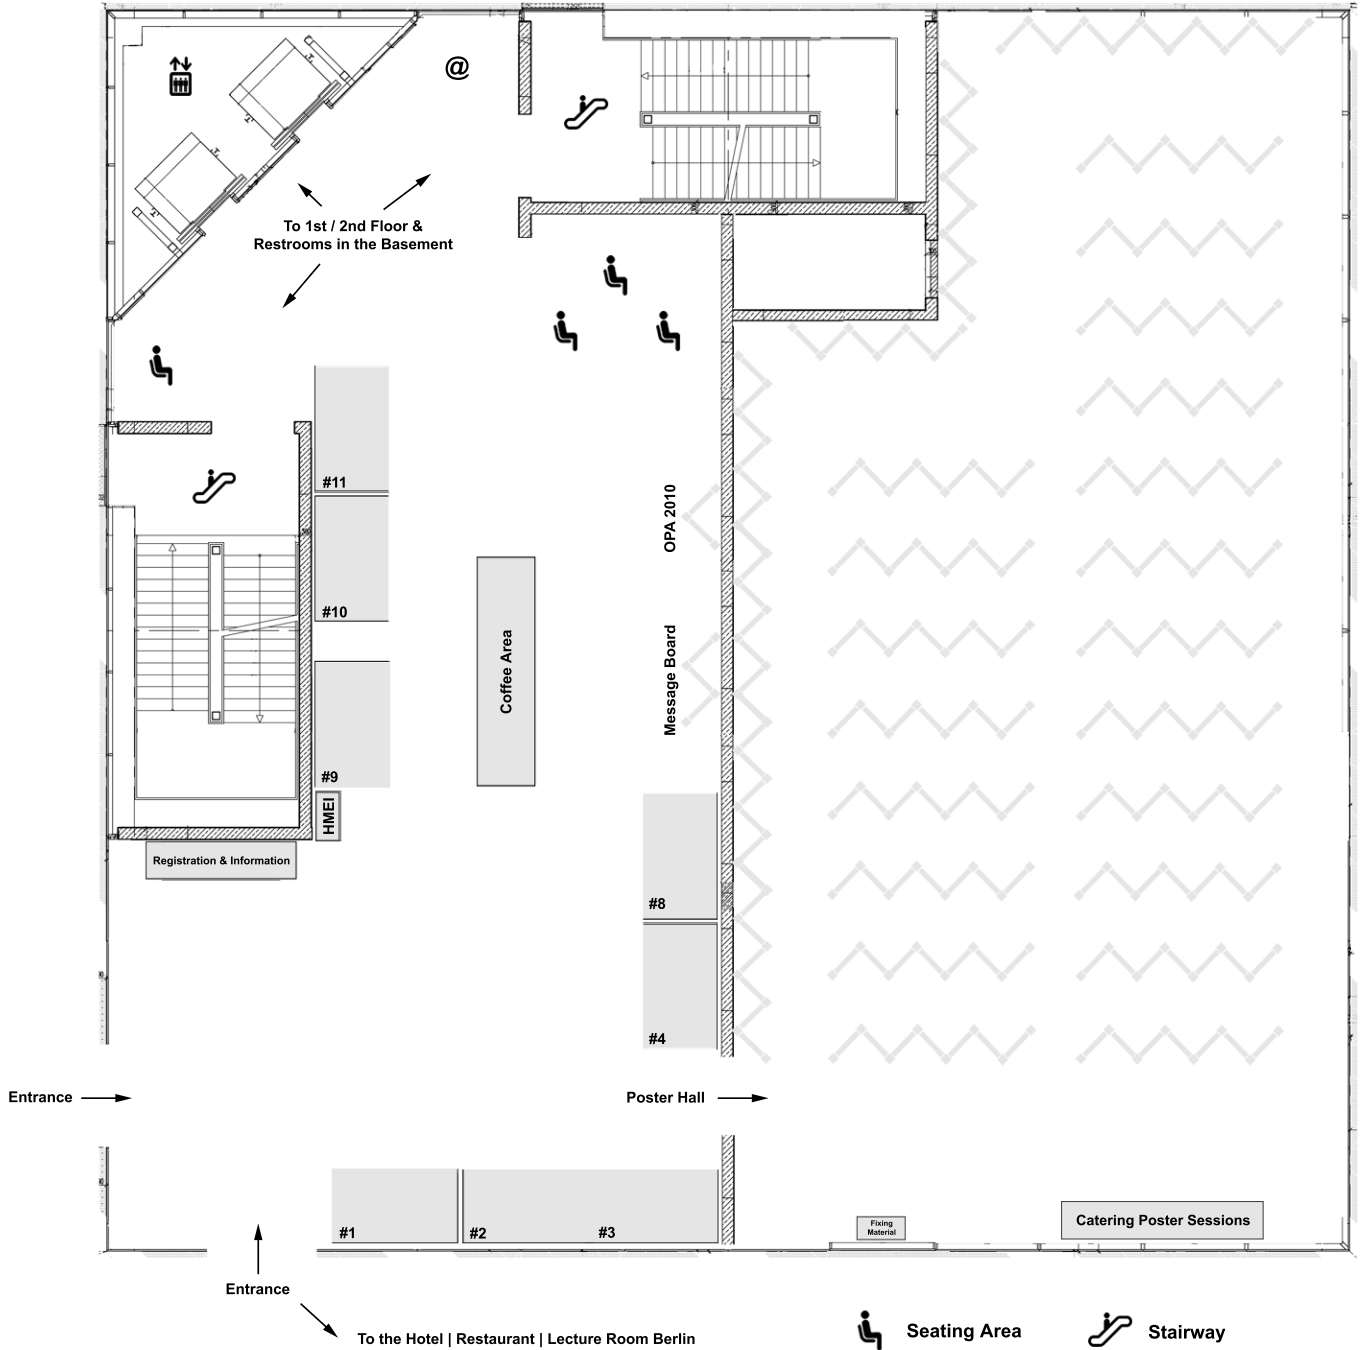 @
To 1st / 2nd Floor &
Restrooms in the Basement
#11
#10
#9
HMEI
Registration & Information
Coffee Area
OPA 2010
Message Board
#8
#4
Entrance
Poster Hall
#1
#2
#3
Fixing
Material
Catering Poster Sessions
Entrance
To the Hotel | Restaurant | Lecture Room Berlin
Seating Area
Stairway